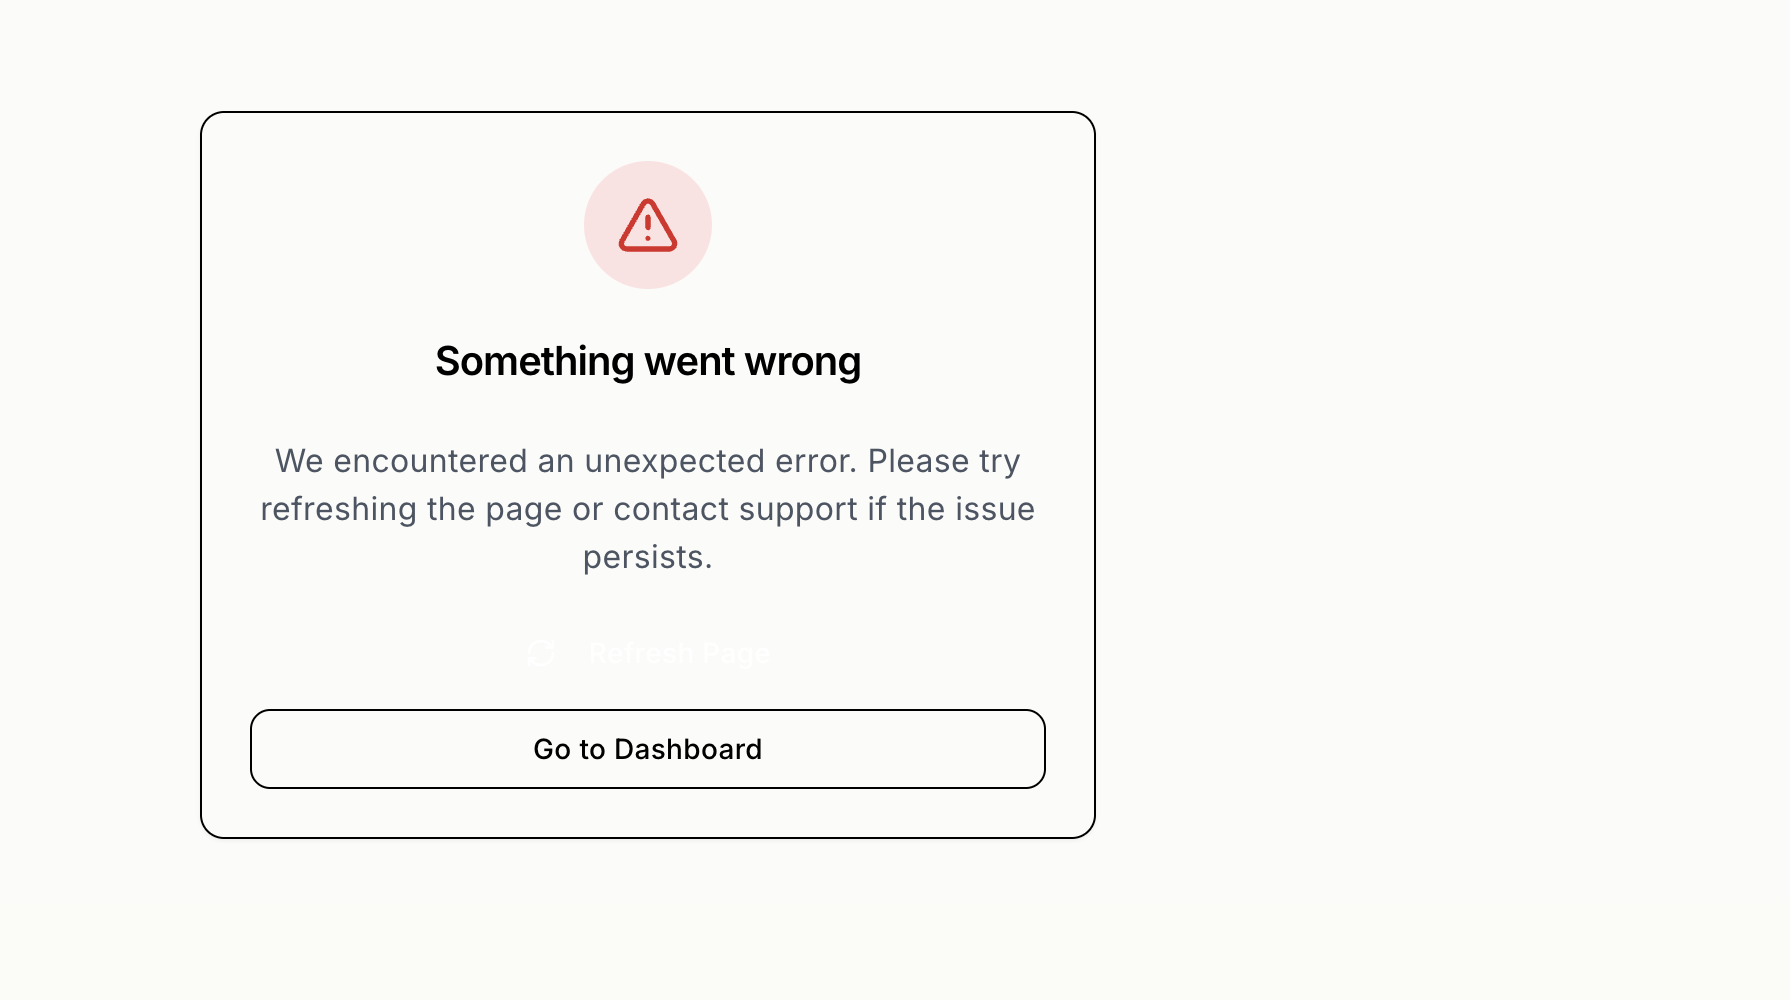 Something went wrong
We encountered an unexpected error. Please try
refreshing the page or contact support if the issue
persists.
Refresh Page
Go to Dashboard